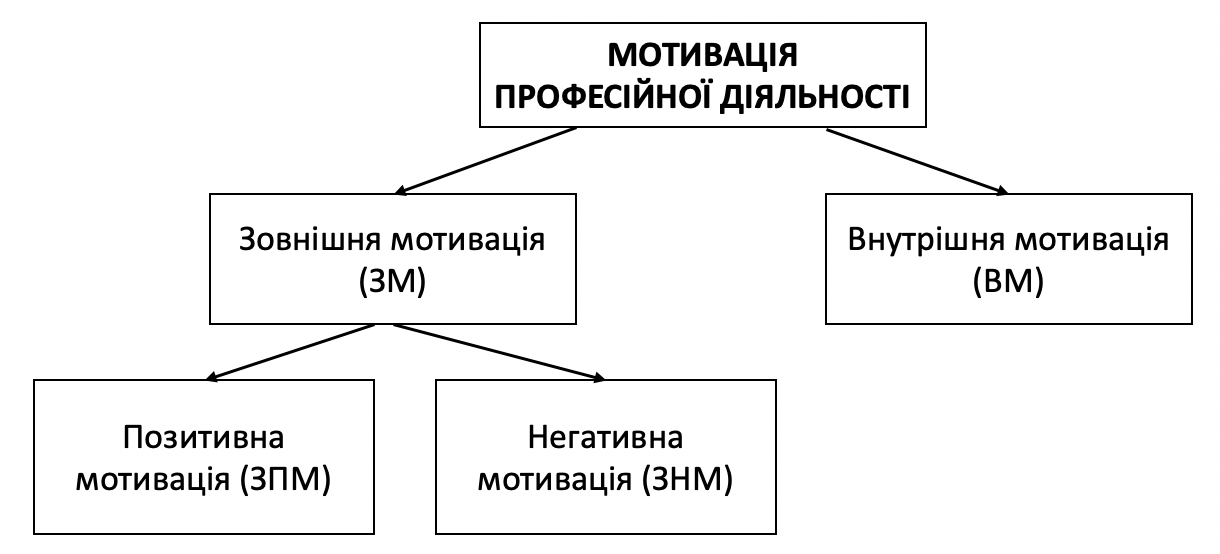 МОТИВАЦІЯ
ПРОФЕСІЙНОЇ ДІЯЛЬНОСТІ
Зовнішня мотивація
(ЗМ)
Внутрішня мотивація
(ВМ)
Позитивна
мотивація (ЗПМ)
Негативна
мотивація (ЗНМ)